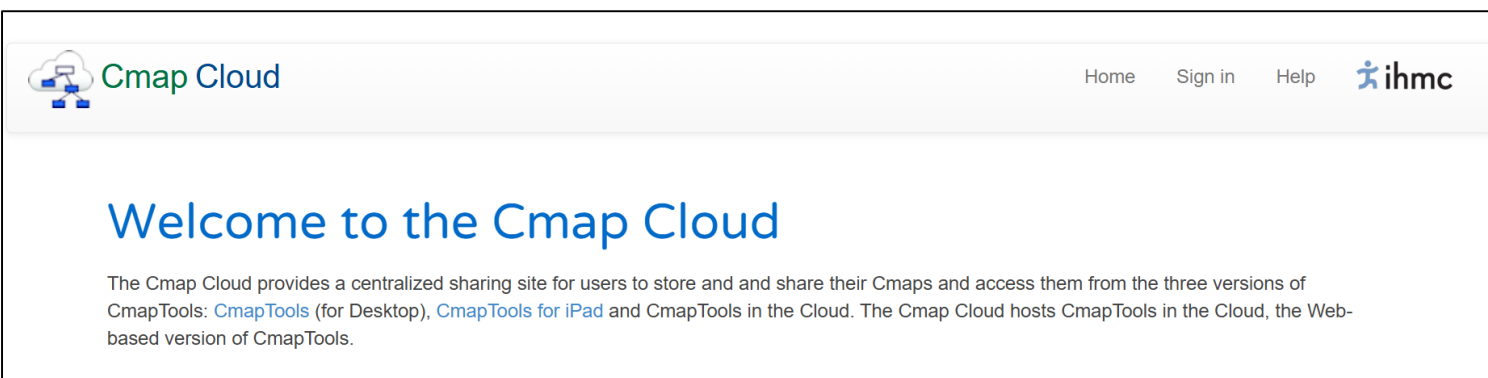 Cmap Cloud
Home Sign in Help ihmc
Welcome to the Cmap Cloud
The Cmap Cloud provides a centralized sharing site for users to store and and share their Cmaps and access them from the three versions of
CmapTools: CmapTools (for Desktop), CmapTools for iPad and CmapTools in the Cloud. The Cmap Cloud hosts CmapTools in the Cloud, the Web-
based version of CmapTools.